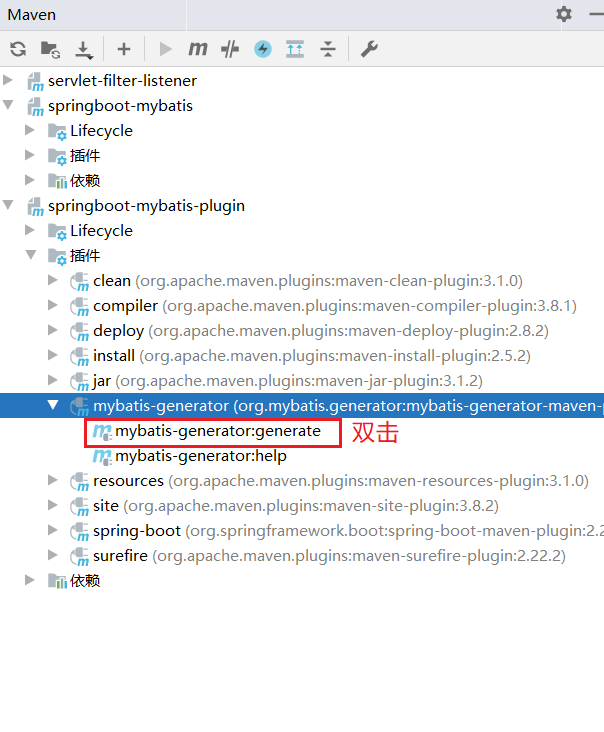 Maven
servlet-filter-listener
springboot-mybatis
Lifecycle
插件
依赖
springboot-mybatis-plugin
Lifecycle
插件
clean (org.apache.maven.plugins:maven-clean-plugin:3.1.0)
compiler (org.apache.maven.plugins:maven-compiler-plugin:3.8.1)
deploy (org.apache.maven.plugins:maven-deploy-plugin:2.8.2)
install (org.apache.maven.plugins:maven-install-plugin:2.5.2)
jar (org.apache.maven.plugins:maven-jar-plugin:3.1.2)
mybatis-generator (org.mybatis.generator:mybatis-generator-maven-p
mybatis-generator:generate 双击
mybatis-generator:help
resources (org.apache.maven.plugins:maven-resources-plugin:3.1.0)
site (org.apache.maven.plugins:maven-site-plugin:3.8.2)
spring-boot (org.springframework.boot:spring-boot-maven-plugin:2.2
surefire (org.apache.maven.plugins:maven-surefire-plugin:2.22.2)
依赖